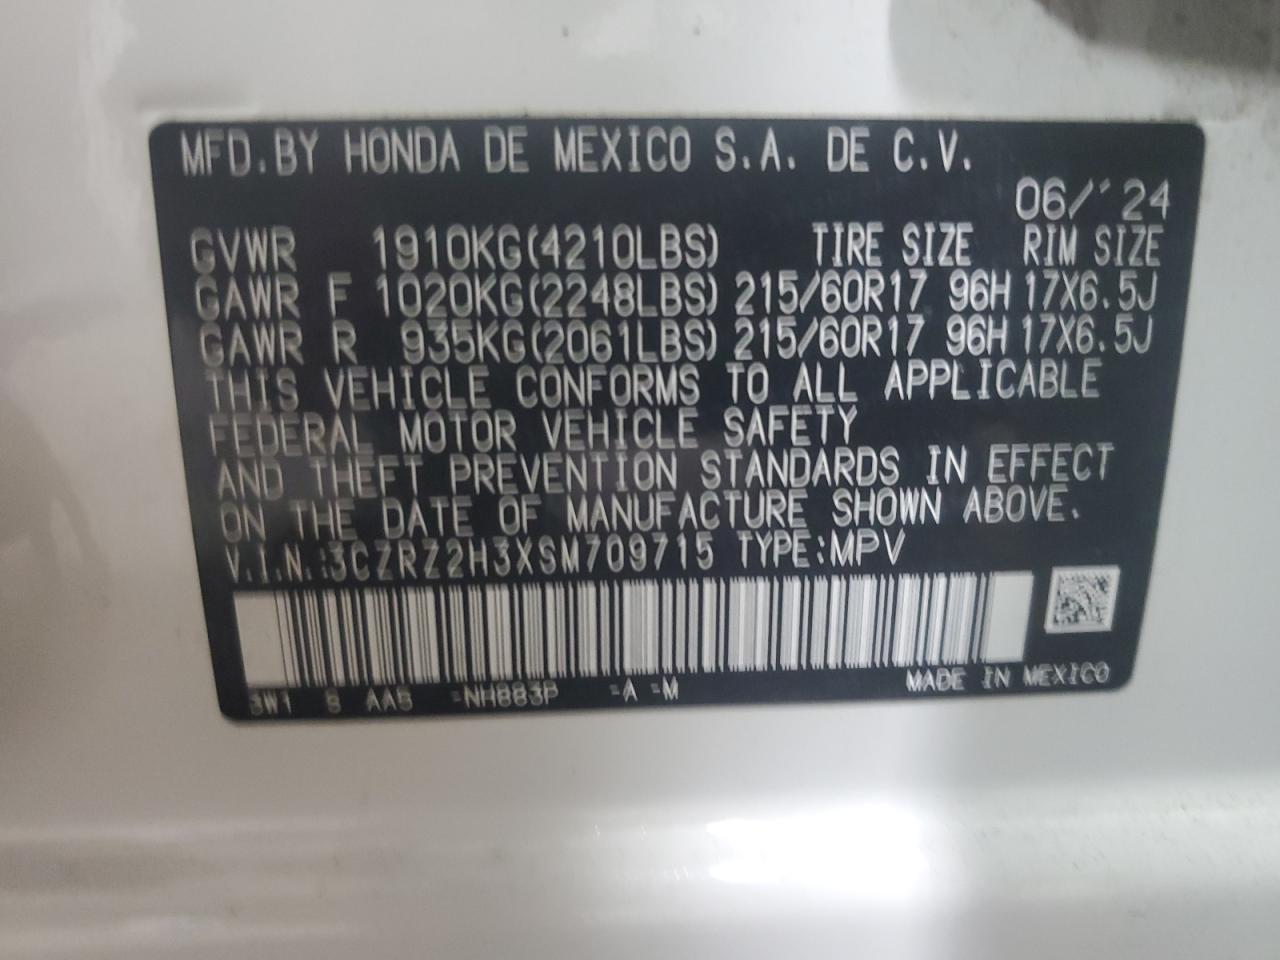 MFD.BY HONDA DE MEXICO S.A. DE C.V.
06/'24
GVWR 1910KG(4210LBS) TIRE SIZE RIM SIZE
GAWR F 1020KG(2248LBS) 215/60R17 96H 17X6.5J
GAWR R 935KG(2061LBS) 215/60R17 96H 17X6.5J
THIS VEHICLE CONFORMS TO ALL APPLICABLE
FEDERAL MOTOR VEHICLE SAFETY
AND THEFT PREVENTION STANDARDS IN EFFECT
ON THE DATE OF MANUFACTURE SHOWN ABOVE.
V.I.N.:3CZRZ2H3XSM709715 TYPE:MPV
3W1 8 AA5 -NH883P -A -M
MADE IN MEXICO